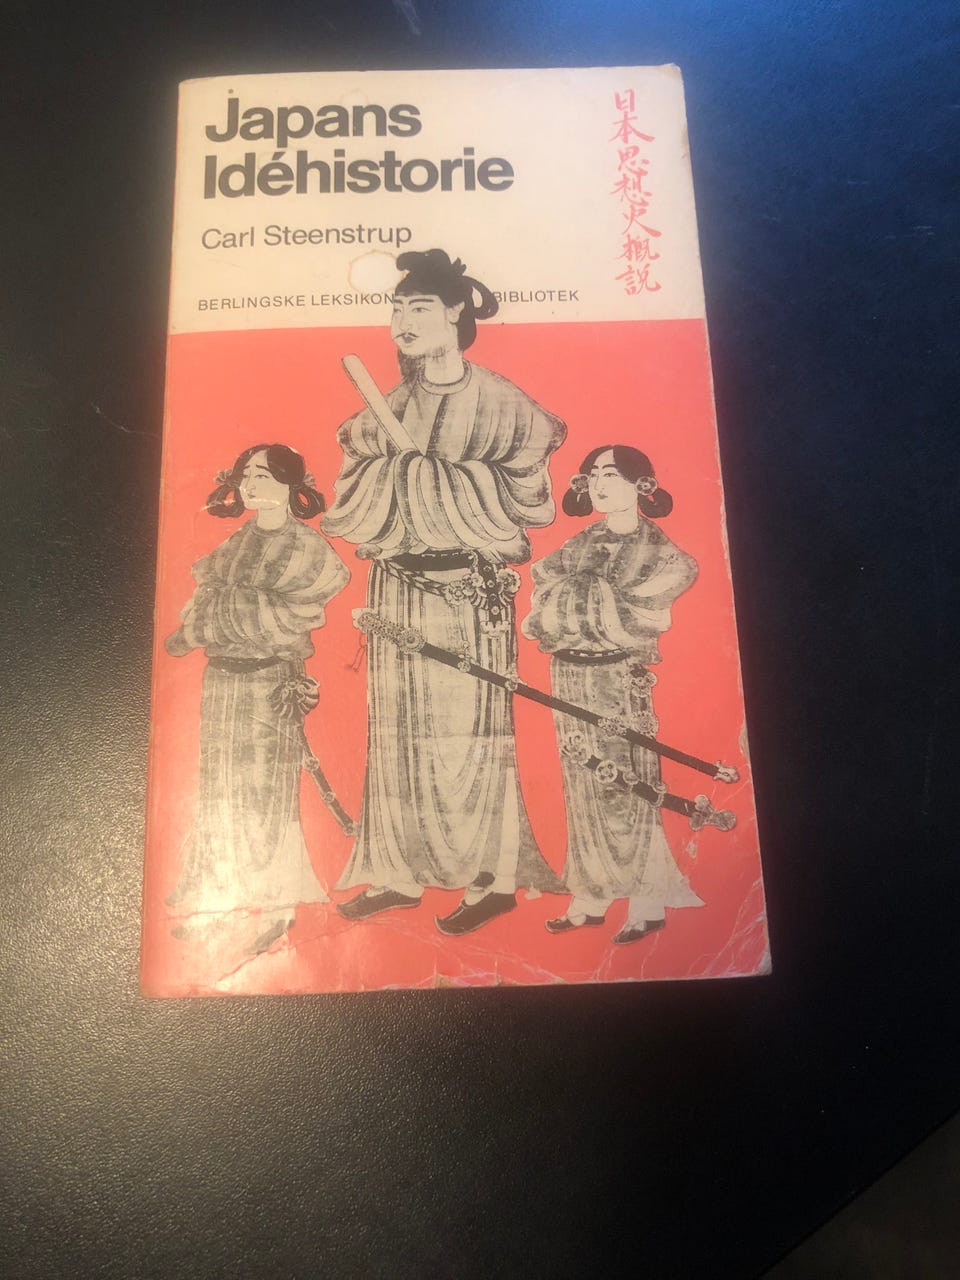 Japans
Idéhistorie
Carl Steenstrup
BERLINGSKE LEKSIKON BIBLIOTEK
日本思想史概説